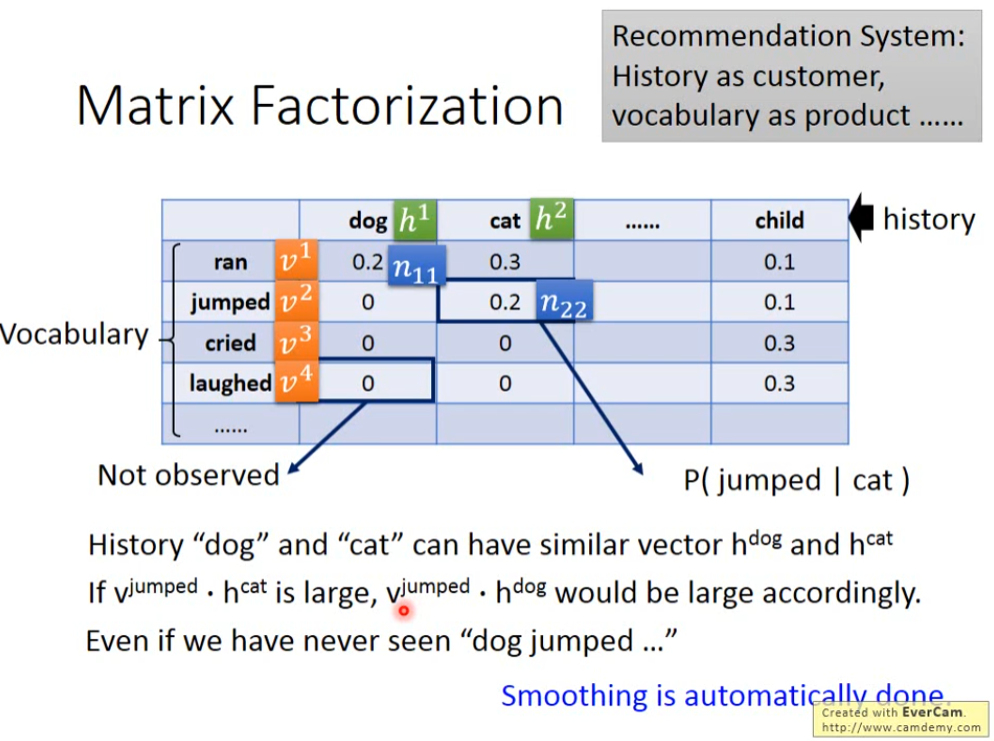 Recommendation System:
History as customer,
vocabulary as product ……
Matrix Factorization
dog h¹ cat h² …… child
history
ran v¹ 0.2 n₁₁ 0.3 0.1
jumped v² 0 0.2 n₂₂ 0.1
Vocabulary
cried v³ 0 0 0.3
laughed v⁴ 0 0 0.3
……
Not observed
P( jumped | cat )
History “dog” and “cat” can have similar vector hᵈᵒᵍ and hᶜᵃᵗ
If vʲᵘᵐᵖᵉᵈ · hᶜᵃᵗ is large, vʲᵘᵐᵖᵉᵈ · hᵈᵒᵍ would be large accordingly.
Even if we have never seen “dog jumped …”
Smoothing is automatically done.
Created with EverCam.
http://www.camdemy.com